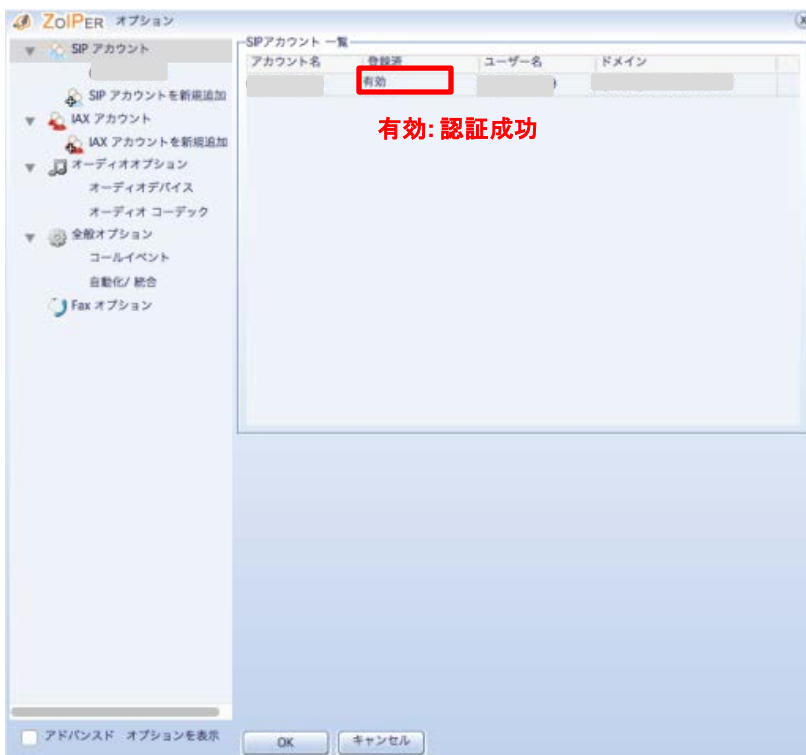 ZoIPER オプション
SIP アカウント
SIP アカウントを新規追加
IAX アカウント
IAX アカウントを新規追加
オーディオオプション
オーディオデバイス
オーディオ コーデック
全般オプション
コールイベント
自動化/ 統合
Fax オプション
アドバンスド オプションを表示
SIPアカウント 一覧
アカウント名 登録済 ユーザー名 ドメイン
有効
有効: 認証成功
OK キャンセル